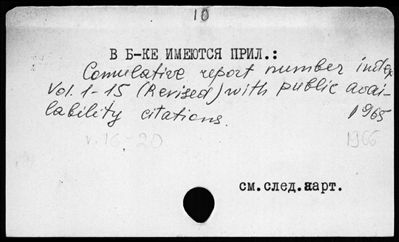 10
В Б-КЕ ИМЕЮТСЯ ПРИЛ.:
Comulative report number index
Vol. 1-15 (Revised) with public avai-
lability citations. 1965
v. 16-20 1966
см.след.карт.